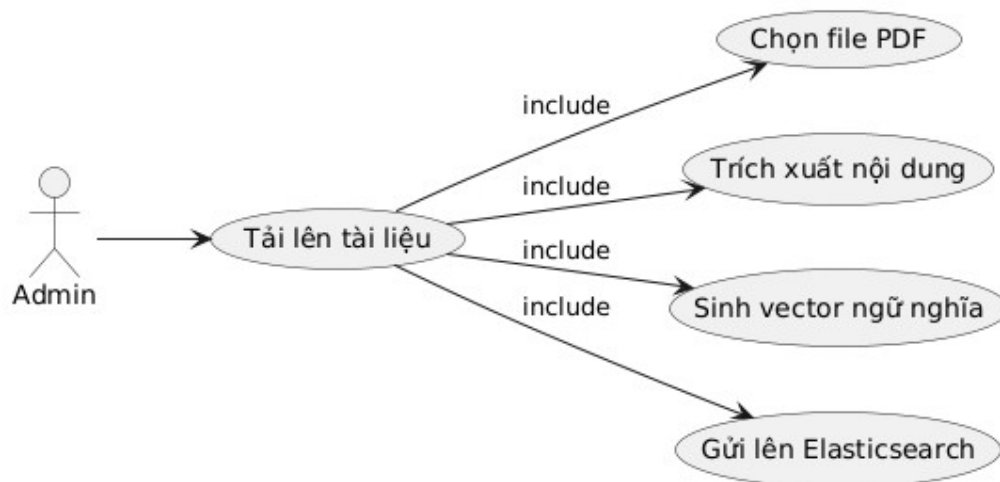 Chọn file PDF
include
Trích xuất nội dung
include
Tải lên tài liệu
include
Sinh vector ngữ nghĩa
Admin
include
Gửi lên Elasticsearch